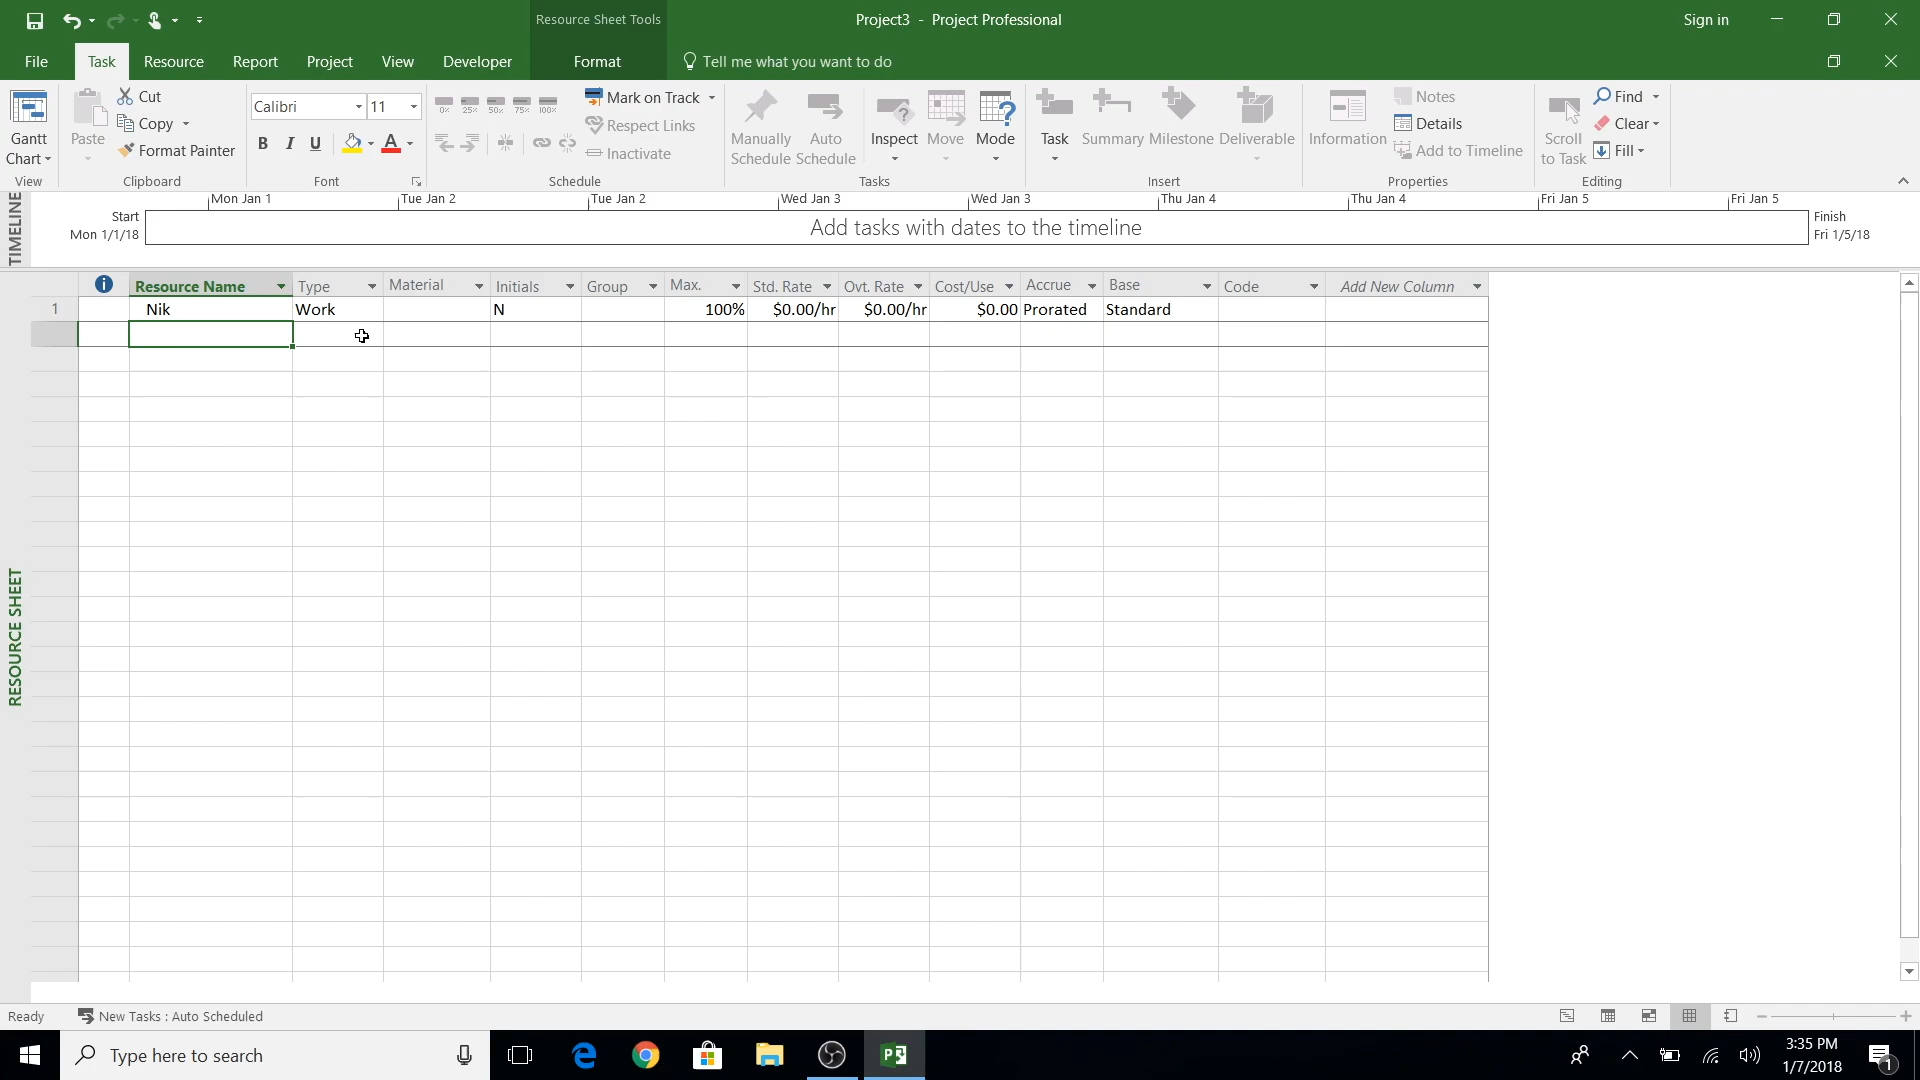 Resource Sheet Tools
Project3 - Project Professional
Sign in
File Task Resource Report Project View Developer Format Tell me what you want to do
Gantt Chart
View
Paste
Cut
Copy
Format Painter
Clipboard
Calibri 11
B I U A
Font
0% 25% 50% 75% 100%
Mark on Track
Respect Links
Inactivate
Schedule
Manually Schedule
Auto Schedule
Inspect
Move
Mode
Tasks
Task
Summary
Milestone
Deliverable
Insert
Information
Notes
Details
Add to Timeline
Properties
Scroll to Task
Find
Clear
Fill
Editing
TIMELINE
Mon Jan 1 Tue Jan 2 Tue Jan 2 Wed Jan 3 Wed Jan 3 Thu Jan 4 Thu Jan 4 Fri Jan 5 Fri Jan 5
Start
Mon 1/1/18
Add tasks with dates to the timeline
Finish
Fri 1/5/18
Resource Name Type Material Initials Group Max. Std. Rate Ovt. Rate Cost/Use Accrue Base Code Add New Column
1 Nik Work N 100% $0.00/hr $0.00/hr $0.00 Prorated Standard
RESOURCE SHEET
Ready New Tasks : Auto Scheduled
Type here to search
3:35 PM
1/7/2018
1